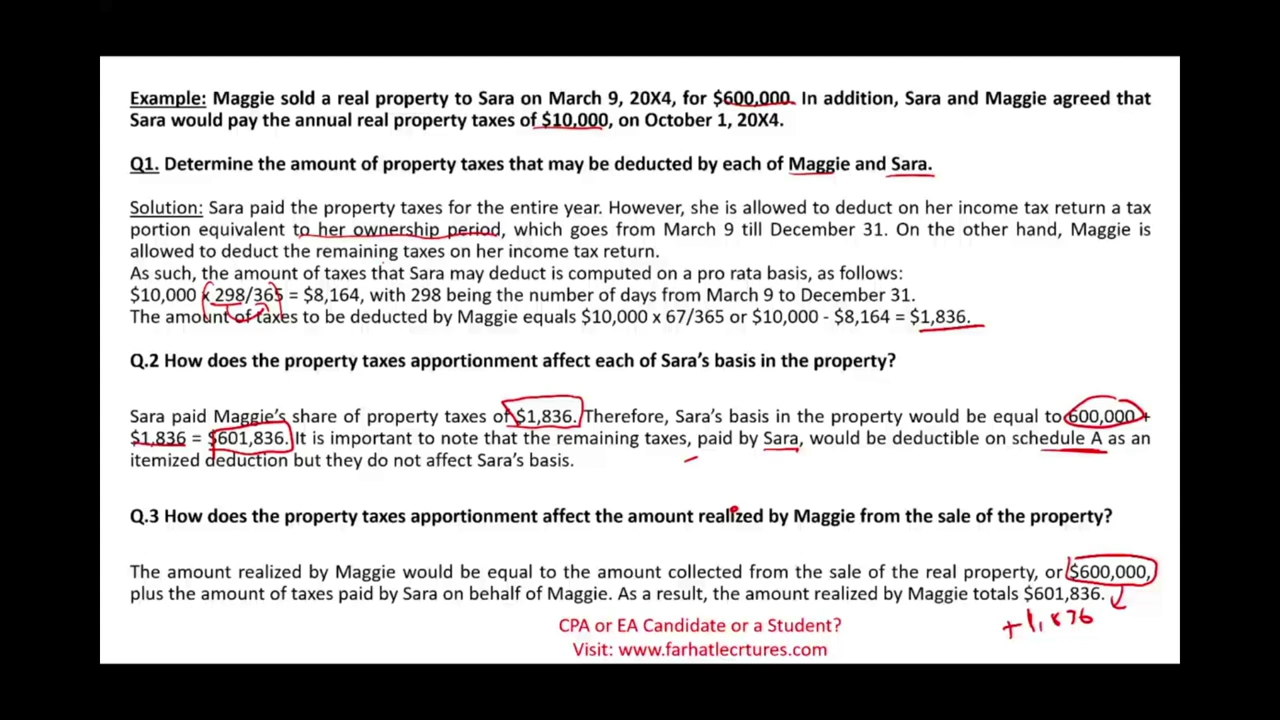 Example: Maggie sold a real property to Sara on March 9, 20X4, for $600,000. In addition, Sara and Maggie agreed that
Sara would pay the annual real property taxes of $10,000, on October 1, 20X4.
Q1. Determine the amount of property taxes that may be deducted by each of Maggie and Sara.
Solution: Sara paid the property taxes for the entire year. However, she is allowed to deduct on her income tax return a tax
portion equivalent to her ownership period, which goes from March 9 till December 31. On the other hand, Maggie is
allowed to deduct the remaining taxes on her income tax return.
As such, the amount of taxes that Sara may deduct is computed on a pro rata basis, as follows:
$10,000 x 298/365 = $8,164, with 298 being the number of days from March 9 to December 31.
The amount of taxes to be deducted by Maggie equals $10,000 x 67/365 or $10,000 - $8,164 = $1,836.
Q.2 How does the property taxes apportionment affect each of Sara's basis in the property?
Sara paid Maggie's share of property taxes of $1,836. Therefore, Sara's basis in the property would be equal to 600,000 +
$1,836 = $601,836. It is important to note that the remaining taxes, paid by Sara, would be deductible on schedule A as an
itemized deduction but they do not affect Sara's basis.
Q.3 How does the property taxes apportionment affect the amount realized by Maggie from the sale of the property?
The amount realized by Maggie would be equal to the amount collected from the sale of the real property, or $600,000,
plus the amount of taxes paid by Sara on behalf of Maggie. As a result, the amount realized by Maggie totals $601,836.
+1,836
CPA or EA Candidate or a Student?
Visit: www.farhatlecrtures.com